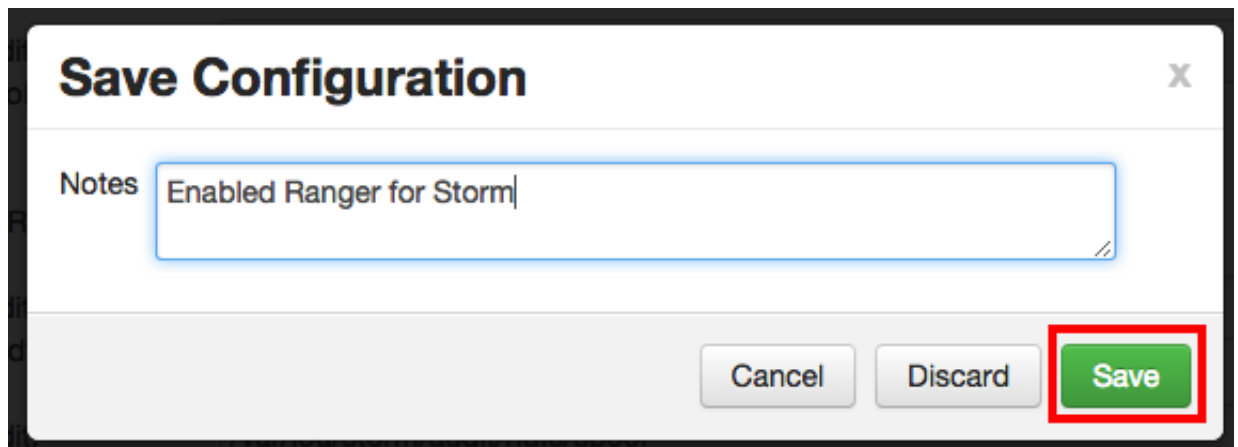 Save Configuration
x
Notes
Enabled Ranger for Storm
Cancel
Discard
Save